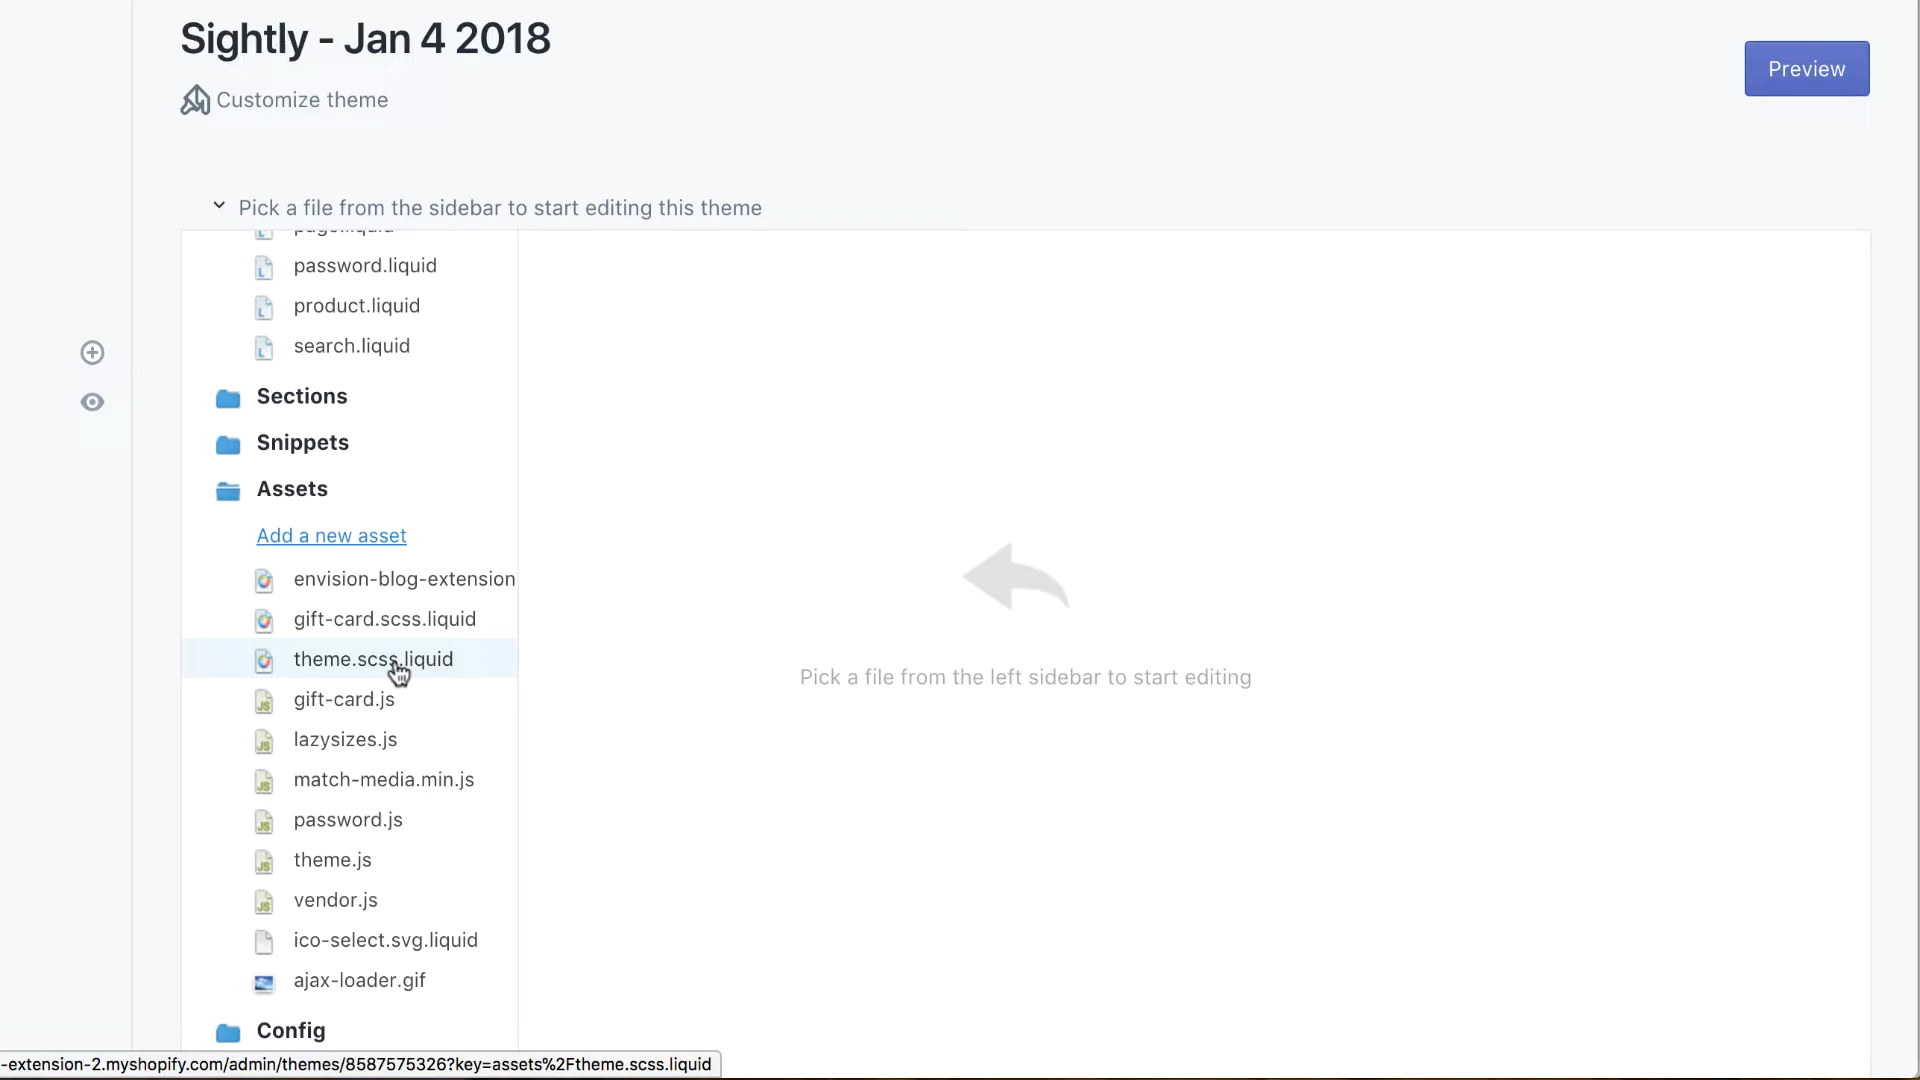 Sightly - Jan 4 2018
Preview
Customize theme
Pick a file from the sidebar to start editing this theme
page.liquid
password.liquid
product.liquid
search.liquid
Sections
Snippets
Assets
Add a new asset
envision-blog-extension
gift-card.scss.liquid
theme.scss.liquid
gift-card.js
lazysizes.js
match-media.min.js
password.js
theme.js
vendor.js
ico-select.svg.liquid
ajax-loader.gif
Config
Pick a file from the left sidebar to start editing
-extension-2.myshopify.com/admin/themes/8587575326?key=assets%2Ftheme.scss.liquid